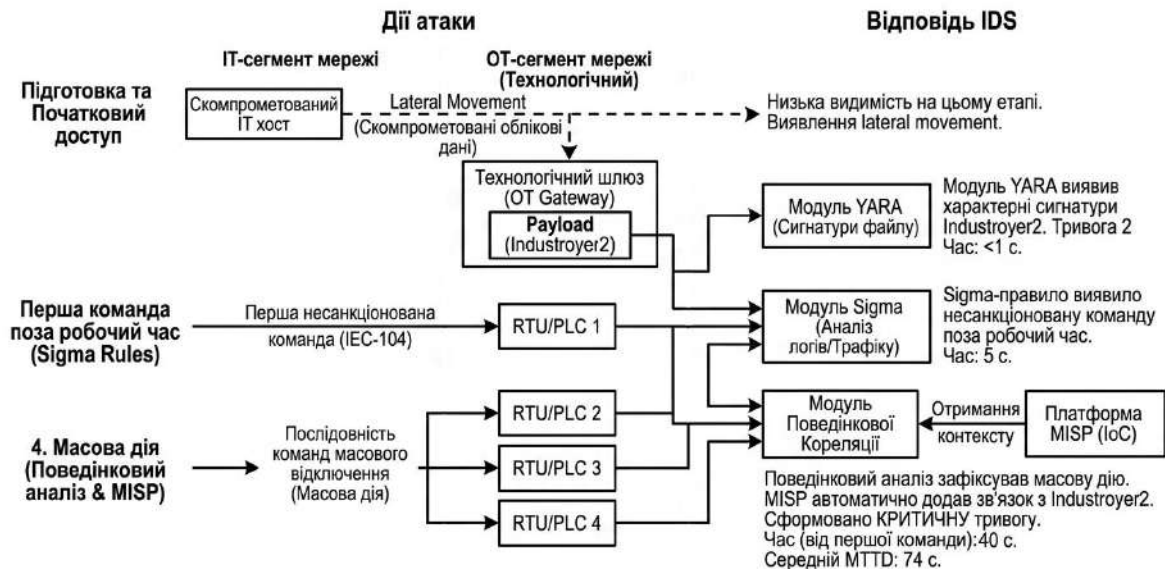 Дії атаки
Відповідь IDS
ІТ-сегмент мережі
ОТ-сегмент мережі
(Технологічний)
Підготовка та
Початковий
доступ
Скомпрометований
ІТ хост
Lateral Movement
(Скомпрометовані облікові
дані)
Низька видимість на цьому етапі.
Виявлення lateral movement.
Технологічний шлюз
(OT Gateway)
Payload
(Industroyer2)
Модуль YARA
(Сигнатури файлу)
Модуль YARA виявив
характерні сигнатури
Industroyer2. Тривога 2
Час: <1 с.
Перша команда
поза робочий час
(Sigma Rules)
Перша несанкціонована
команда (IEC-104)
RTU/PLC 1
Модуль Sigma
(Аналіз
логів/Трафіку)
Sigma-правило виявило
несанкціоновану команду
поза робочий час.
Час: 5 с.
4. Масова дія
(Поведінковий
аналіз & MISP)
Послідовність
команд масового
відключення
(Масова дія)
RTU/PLC 2
RTU/PLC 3
RTU/PLC 4
Модуль
Поведінкової
Кореляції
Отримання
контексту
Платформа
MISP (IoC)
Поведінковий аналіз зафіксував масову дію.
MISP автоматично додав зв'язок з Industroyer2.
Сформовано КРИТИЧНУ тривогу.
Час (від першої команди):40 с.
Середній MTTD: 74 с.